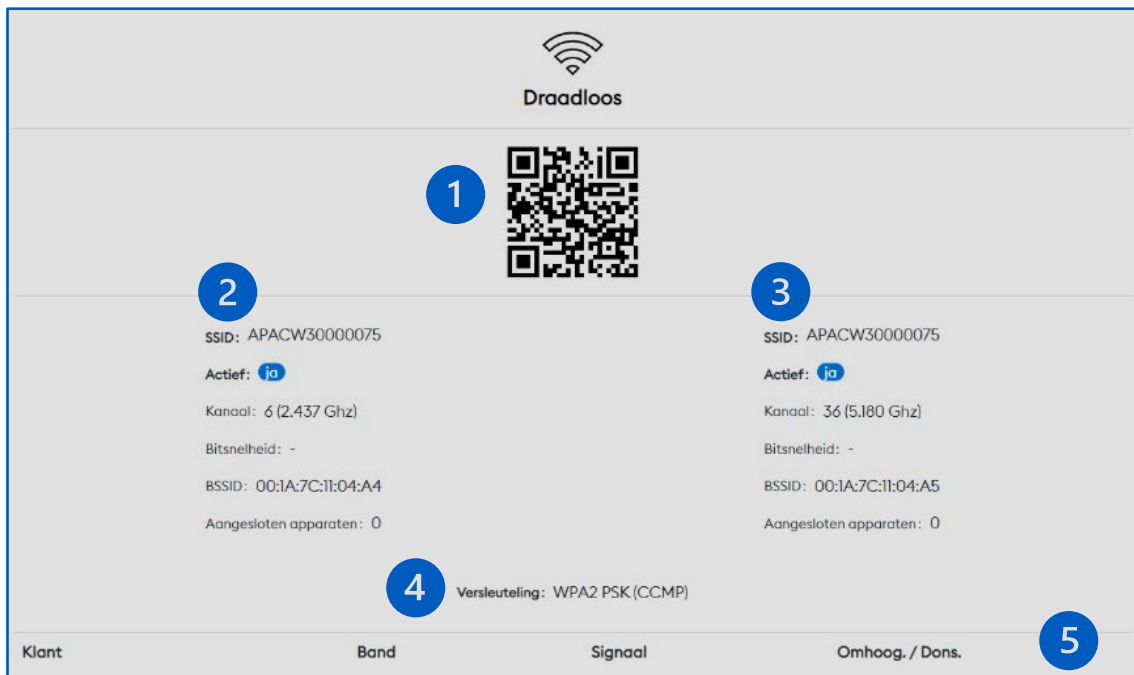 Draadloos
1
2
SSID: APACW30000075
Actief: ja
Kanaal: 6 (2.437 Ghz)
Bitsnelheid: -
BSSID: 00:1A:7C:11:04:A4
Aangesloten apparaten: 0
3
SSID: APACW30000075
Actief: ja
Kanaal: 36 (5.180 Ghz)
Bitsnelheid: -
BSSID: 00:1A:7C:11:04:A5
Aangesloten apparaten: 0
4
Versleuteling: WPA2 PSK (CCMP)
5
Klant Band Signaal Omhoog. / Dons.